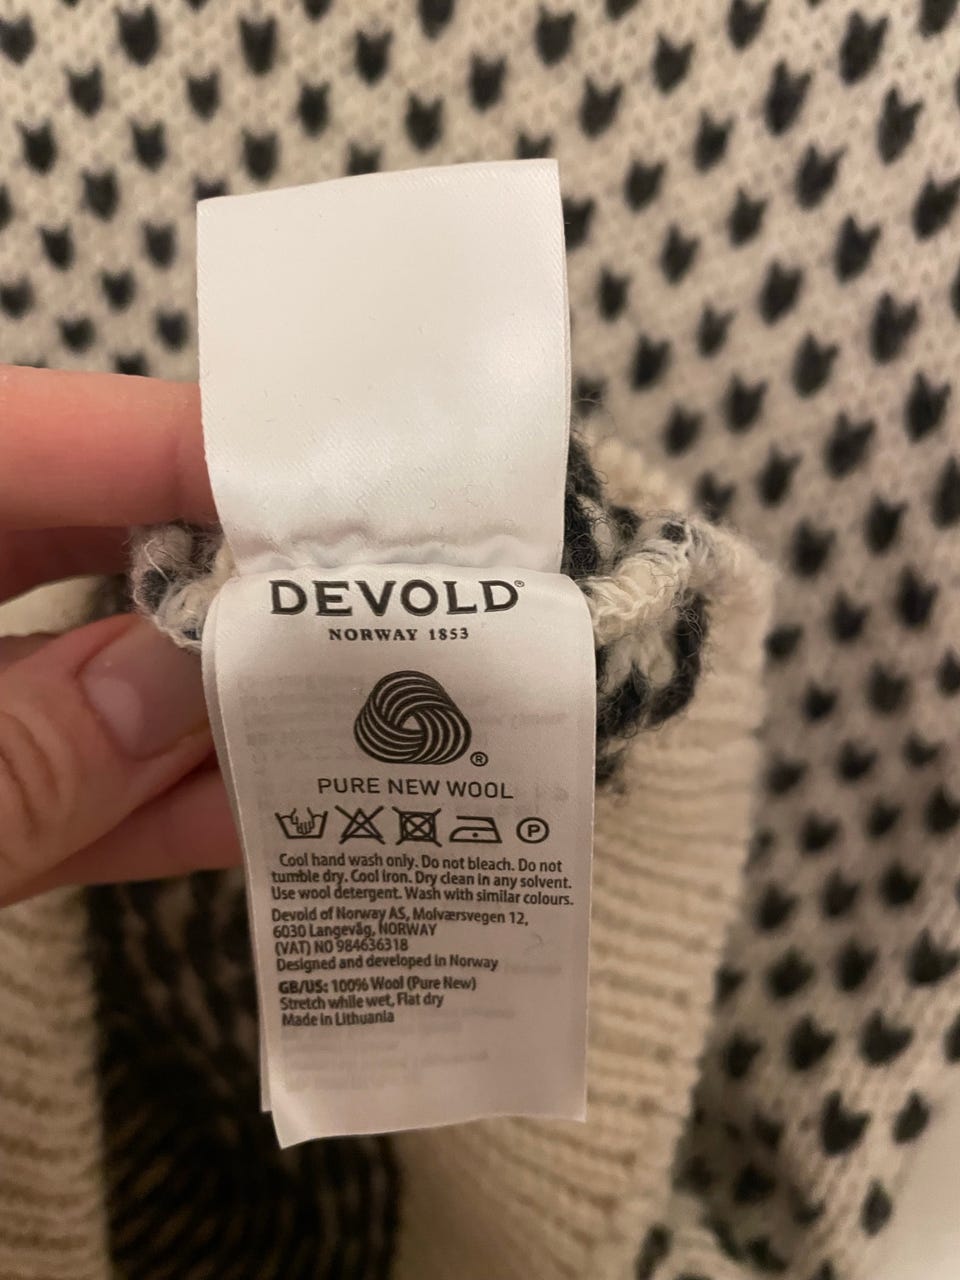 DEVOLD®
NORWAY 1853
®
PURE NEW WOOL
P
Cool hand wash only. Do not bleach. Do not
tumble dry. Cool iron. Dry clean in any solvent.
Use wool detergent. Wash with similar colours.
Devold of Norway AS, Molværsvegen 12,
6030 Langevåg, NORWAY
(VAT) NO 984636318
Designed and developed in Norway
GB/US: 100% Wool (Pure New)
Stretch while wet, Flat dry
Made in Lithuania